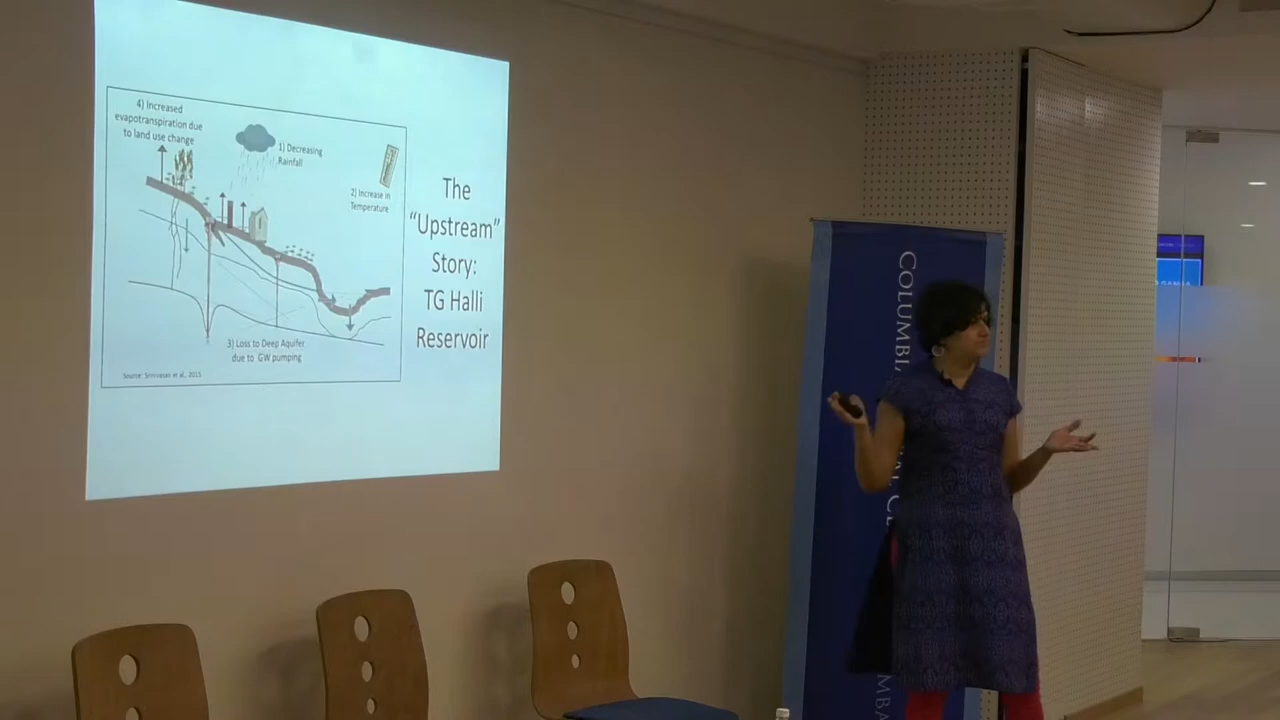 4) Increased
evapotranspiration due
to land use change
1) Decreasing
Rainfall
2) Increase in
Temperature
3) Loss to Deep Aquifer
due to GW pumping
Source: Srinivasan et al., 2015
The
“Upstream”
Story:
TG Halli
Reservoir
COLUMBI